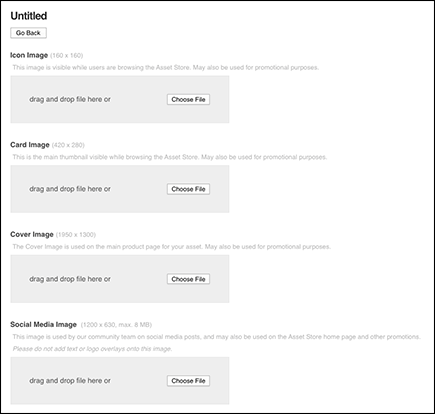 Untitled
Go Back
Icon Image (160 x 160)
This image is visible while users are browsing the Asset Store. May also be used for promotional purposes.
drag and drop file here or Choose File
Card Image (420 x 280)
This is the main thumbnail visible while browsing the Asset Store. May also be used for promotional purposes.
drag and drop file here or Choose File
Cover Image (1950 x 1300)
The Cover Image is used on the main product page for your asset. May also be used for promotional purposes.
drag and drop file here or Choose File
Social Media Image (1200 x 630, max. 8 MB)
This image is used by our community team on social media posts, and may also be used on the Asset Store home page and other promotions.
Please do not add text or logo overlays onto this image.
drag and drop file here or Choose File